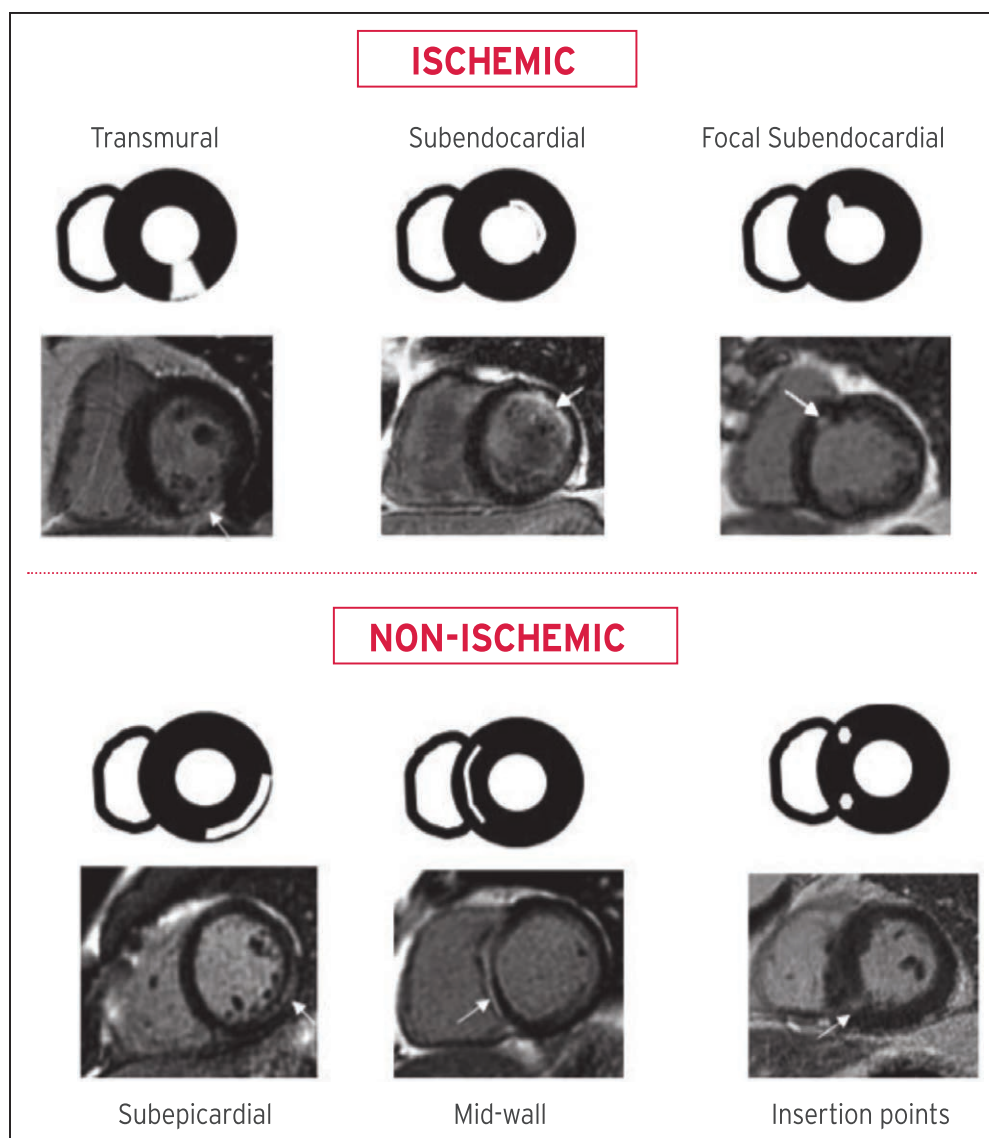 ISCHEMIC
Transmural
Subendocardial
Focal Subendocardial
NON-ISCHEMIC
Subepicardial
Mid-wall
Insertion points